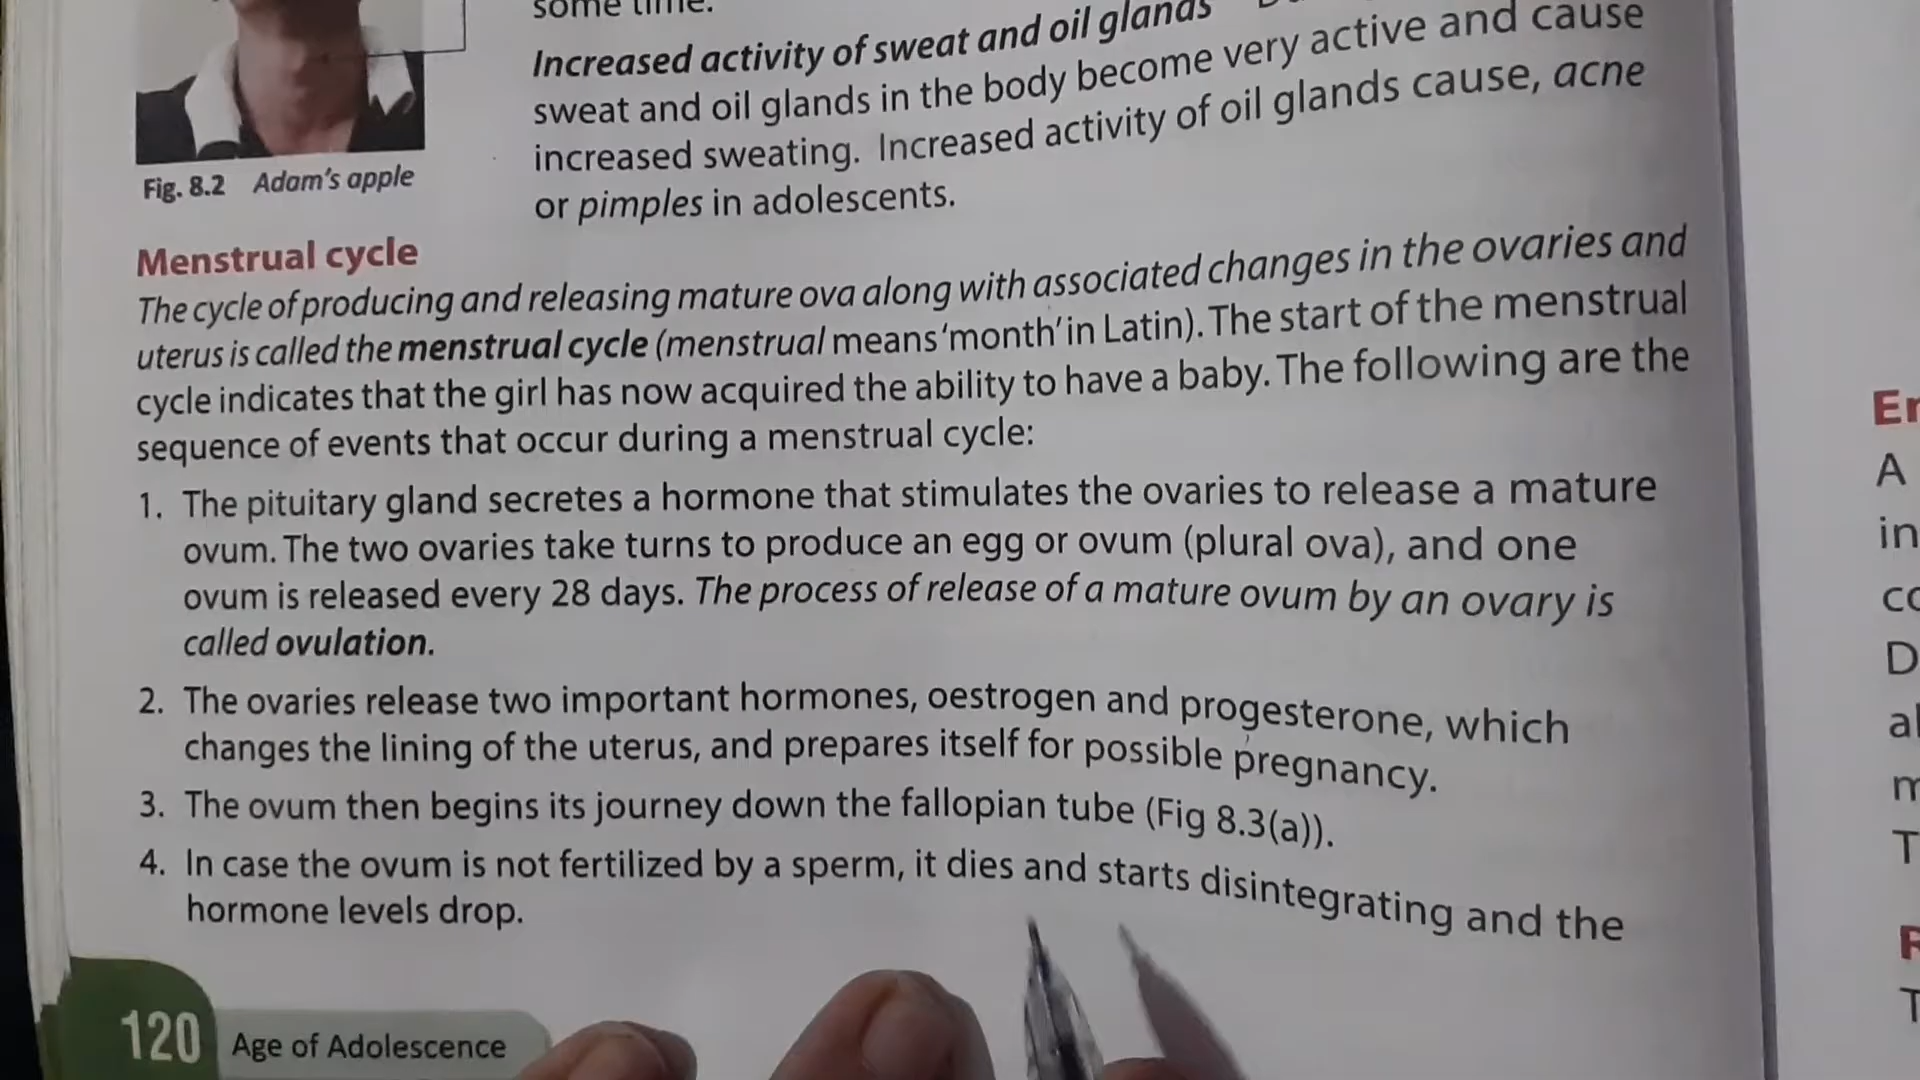 some time.
Increased activity of sweat and oil glands
sweat and oil glands in the body become very active and cause
increased sweating. Increased activity of oil glands cause, acne
or pimples in adolescents.
Fig. 8.2 Adam's apple
Menstrual cycle
The cycle of producing and releasing mature ova along with associated changes in the ovaries and
uterus is called the menstrual cycle (menstrual means 'month' in Latin). The start of the menstrual
cycle indicates that the girl has now acquired the ability to have a baby. The following are the
sequence of events that occur during a menstrual cycle:
1. The pituitary gland secretes a hormone that stimulates the ovaries to release a mature
ovum. The two ovaries take turns to produce an egg or ovum (plural ova), and one
ovum is released every 28 days. The process of release of a mature ovum by an ovary is
called ovulation.
2. The ovaries release two important hormones, oestrogen and progesterone, which
changes the lining of the uterus, and prepares itself for possible pregnancy.
3. The ovum then begins its journey down the fallopian tube (Fig 8.3(a)).
4. In case the ovum is not fertilized by a sperm, it dies and starts disintegrating and the
hormone levels drop.
120 Age of Adolescence
A
in